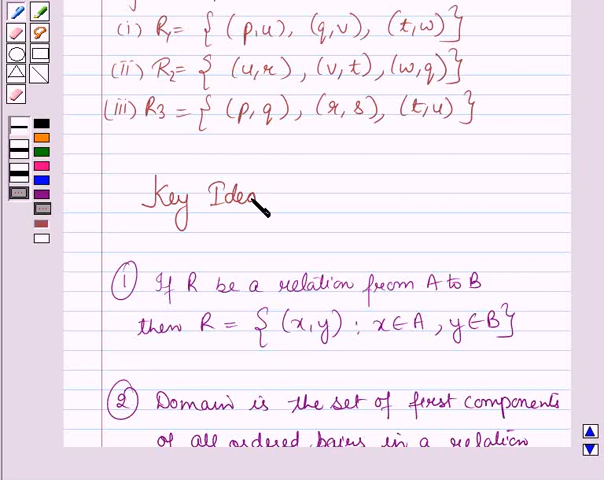 (i) R₁= { (p,u), (q,v), (t,w)}
(ii) R₂= { (u,r), (v,t), (w,q)}
(iii) R3 = { (p,q), (r,s), (t,u) }
Key Idea
① If R be a relation from A to B
then R = { (x,y) : x∈A, y∈B}
② Domain is the set of first components
of all ordered pairs in a relation